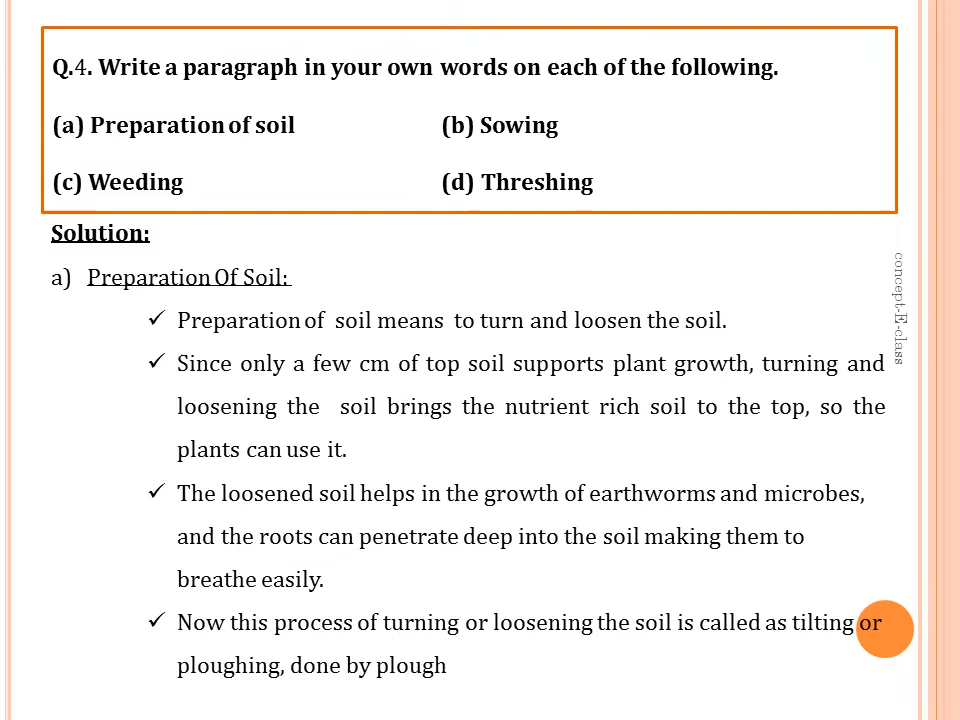 Q.4. Write a paragraph in your own words on each of the following.
(a) Preparation of soil (b) Sowing
(c) Weeding (d) Threshing
Solution:
a) Preparation Of Soil:
✓ Preparation of soil means to turn and loosen the soil.
✓ Since only a few cm of top soil supports plant growth, turning and
loosening the soil brings the nutrient rich soil to the top, so the
plants can use it.
✓ The loosened soil helps in the growth of earthworms and microbes,
and the roots can penetrate deep into the soil making them to
breathe easily.
✓ Now this process of turning or loosening the soil is called as tilting or
ploughing, done by plough
concept-E-class